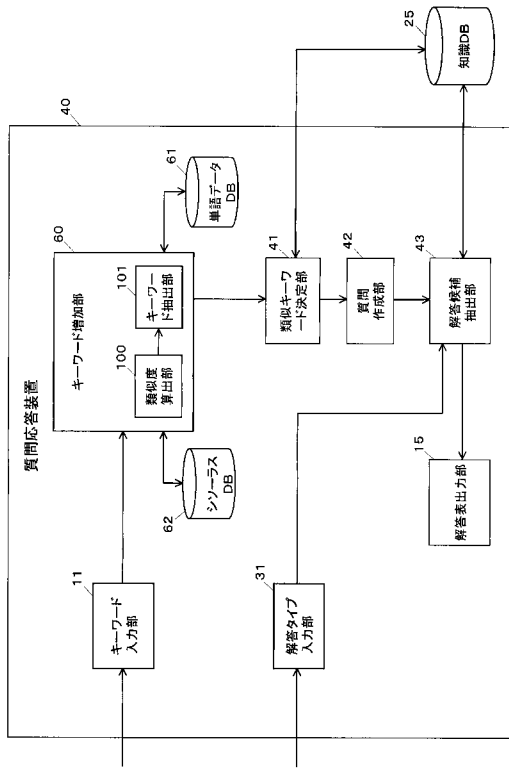 質問応答装置
40
11
キーワード
入力部
60
キーワード増加部
100
類似度
算出部
101
キーワー
ド抽出部
62
シソーラス
DB
61
単語データ
DB
31
解答タイプ
入力部
41
類似キーワ
ード決定部
42
質問
作成部
43
解答候補
抽出部
15
解答表出力部
25
知識DB